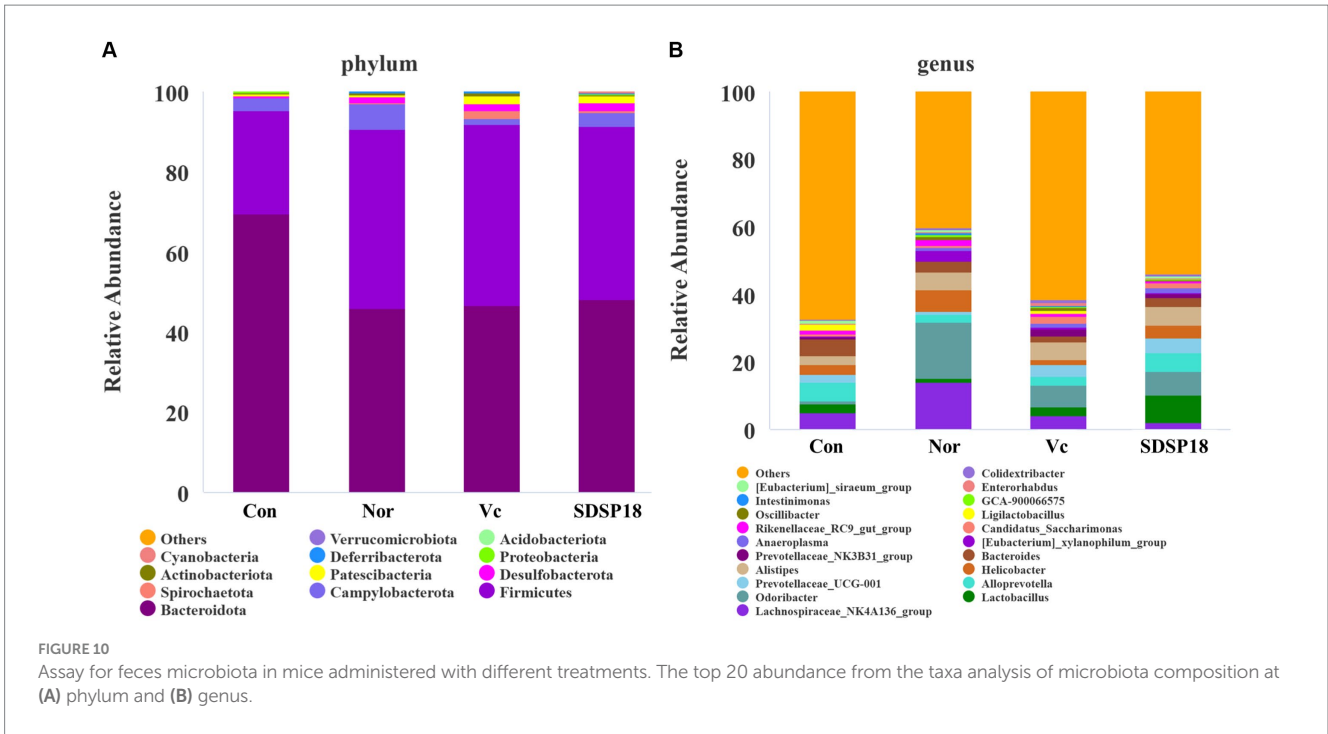 A
phylum
Relative Abundance
100
80
60
40
20
0
Con Nor Vc SDSP18
Others Verrucomicrobiota Acidobacteriota
Cyanobacteria Deferribacterota Proteobacteria
Actinobacteriota Patescibacteria Desulfobacterota
Spirochaetota Campylobacterota Firmicutes
Bacteroidota
B
genus
Relative Abundance
100
80
60
40
20
0
Con Nor Vc SDSP18
Others Colidextribacter
[Eubacterium]_siraeum_group Enterorhabdus
Intestinimonas GCA-900066575
Oscillibacter Ligilactobacillus
Rikenellaceae_RC9_gut_group Candidatus_Saccharimonas
Anaeroplasma [Eubacterium]_xylanophilum_group
Prevotellaceae_NK3B31_group Bacteroides
Alistipes Helicobacter
Prevotellaceae_UCG-001 Alloprevotella
Odoribacter Lactobacillus
Lachnospiraceae_NK4A136_group
FIGURE 10
Assay for feces microbiota in mice administered with different treatments. The top 20 abundance from the taxa analysis of microbiota composition at
(A) phylum and (B) genus.